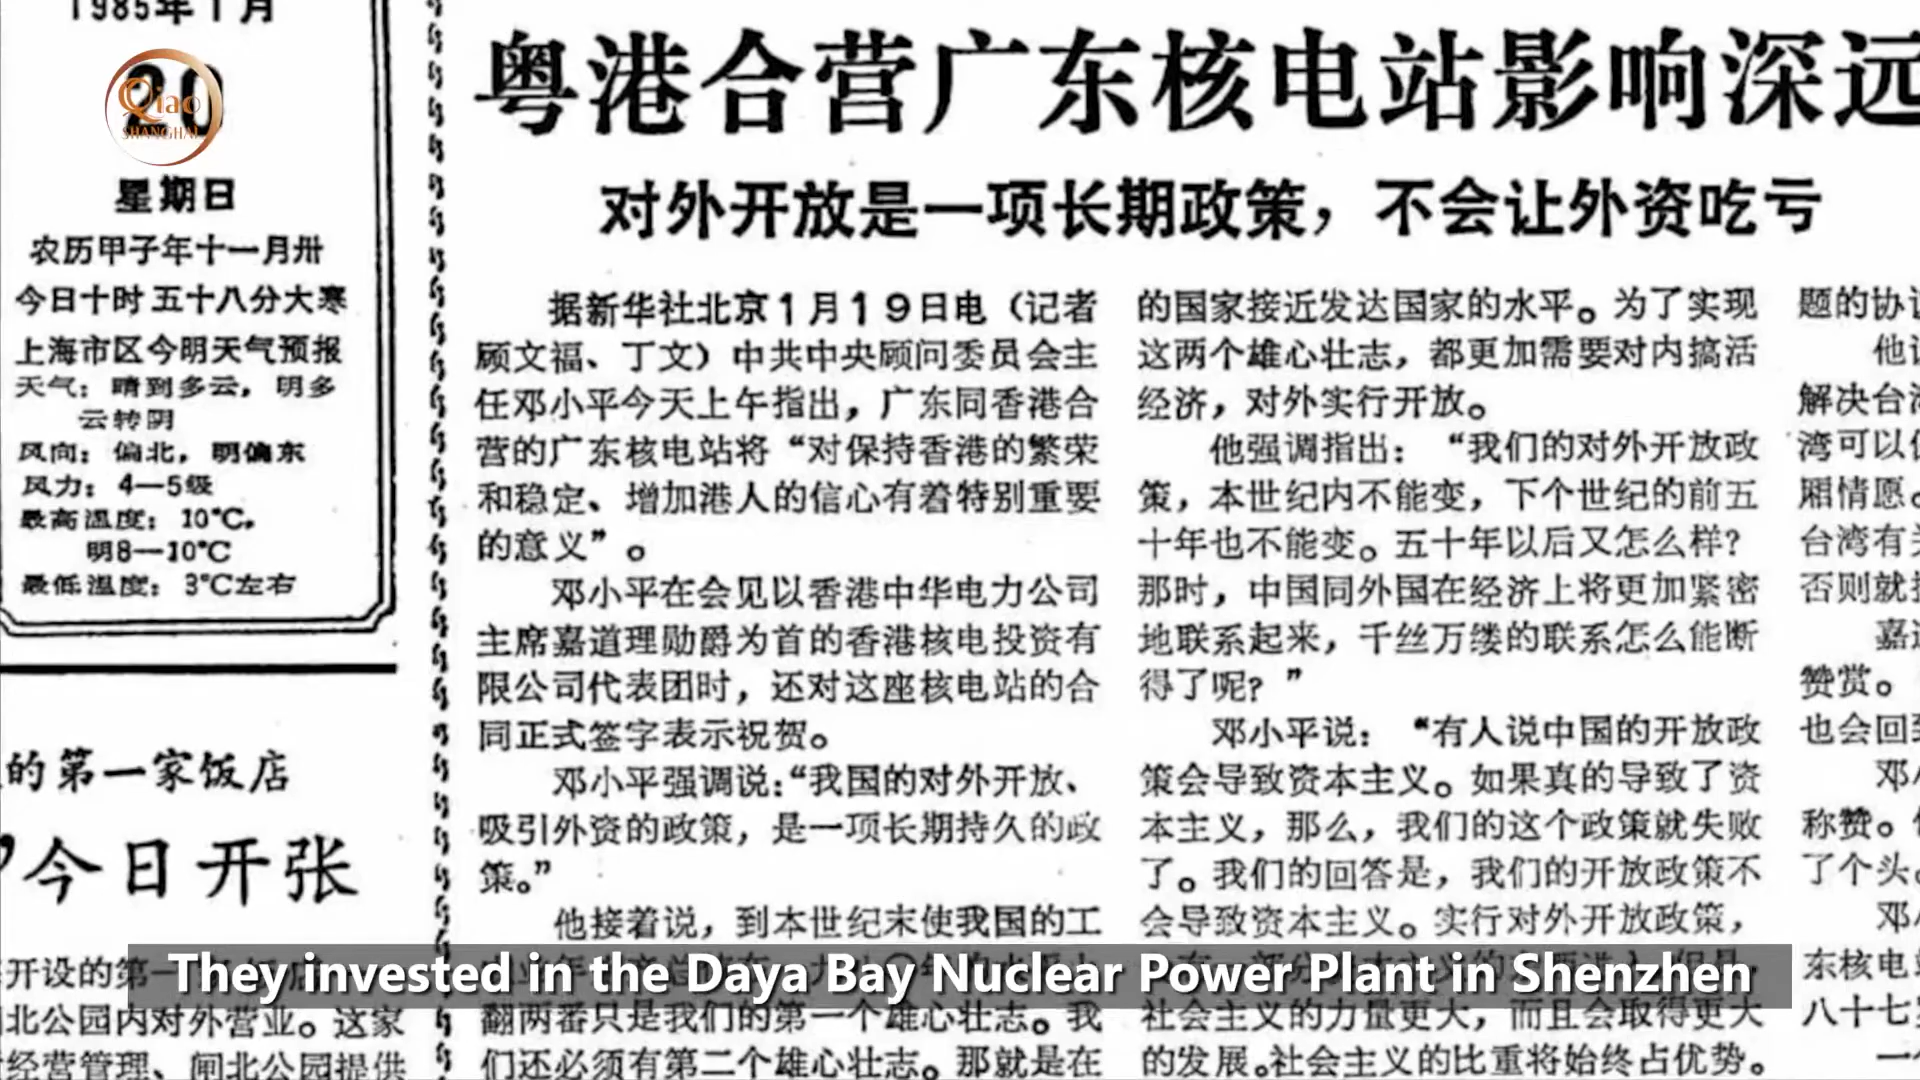 1985年1月
20
Qiao
SHANGHAI
星期日
农历甲子年十一月卅
今日十时五十八分大寒
上海市区今明天气预报
天气：晴到多云，明多
云转阴
风向：偏北，明偏东
风力：4—5级
最高温度：10℃，
明8—10℃
最低温度：3℃左右
的第一家饭店
”今日开张
开设的第一
北公园内对外营业。这家
经营管理、闸北公园提供
粤港合营广东核电站影响深远
对外开放是一项长期政策，不会让外资吃亏
据新华社北京1月19日电（记者
顾文福、丁文）中共中央顾问委员会主
任邓小平今天上午指出，广东同香港合
营的广东核电站将“对保持香港的繁荣
和稳定、增加港人的信心有着特别重要
的意义”。
邓小平在会见以香港中华电力公司
主席嘉道理勋爵为首的香港核电投资有
限公司代表团时，还对这座核电站的合
同正式签字表示祝贺。
邓小平强调说：“我国的对外开放、
吸引外资的政策，是一项长期持久的政
策。”
他接着说，到本世纪末使我国的工
翻两番只是我们的第一个雄心壮志。我
们还必须有第二个雄心壮志。那就是在
的国家接近发达国家的水平。为了实现
这两个雄心壮志，都更加需要对内搞活
经济，对外实行开放。
他强调指出：“我们的对外开放政
策，本世纪内不能变，下个世纪的前五
十年也不能变。五十年以后又怎么样？
那时，中国同外国在经济上将更加紧密
地联系起来，千丝万缕的联系怎么能断
得了呢？”
邓小平说：“有人说中国的开放政
策会导致资本主义。如果真的导致了资
本主义，那么，我们的这个政策就失败
了。我们的回答是，我们的开放政策不
会导致资本主义。实行对外开放政策，
社会主义的力量更大，而且会取得更大
的发展。社会主义的比重将始终占优势。
题的协议
他说
解决台湾
湾可以
厢情愿。
台湾有关
否则就
嘉道
赞赏。
也会回到
邓小
称赞。
了个头。
邓小
东核电站
八十七岁
一个
They invested in the Daya Bay Nuclear Power Plant in Shenzhen